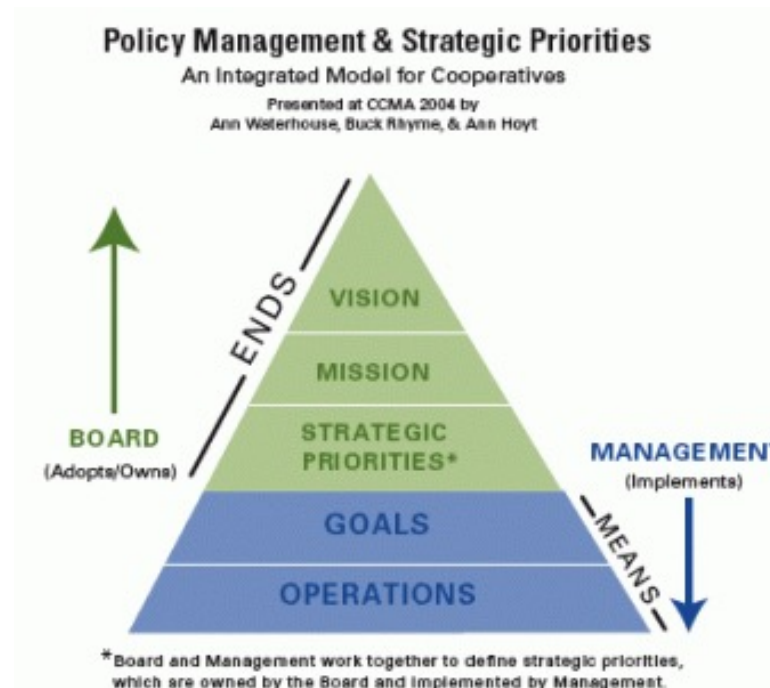 Policy Management & Strategic Priorities
An Integrated Model for Cooperatives
Presented at CCMA 2004 by
Ann Waterhouse, Buck Rhyme, & Ann Hoyt
ENDS
VISION
MISSION
STRATEGIC
PRIORITIES*
BOARD
(Adopts/Owns)
MANAGEMENT
(Implements)
GOALS
MEANS
OPERATIONS
*Board and Management work together to define strategic priorities,
which are owned by the Board and implemented by Management.